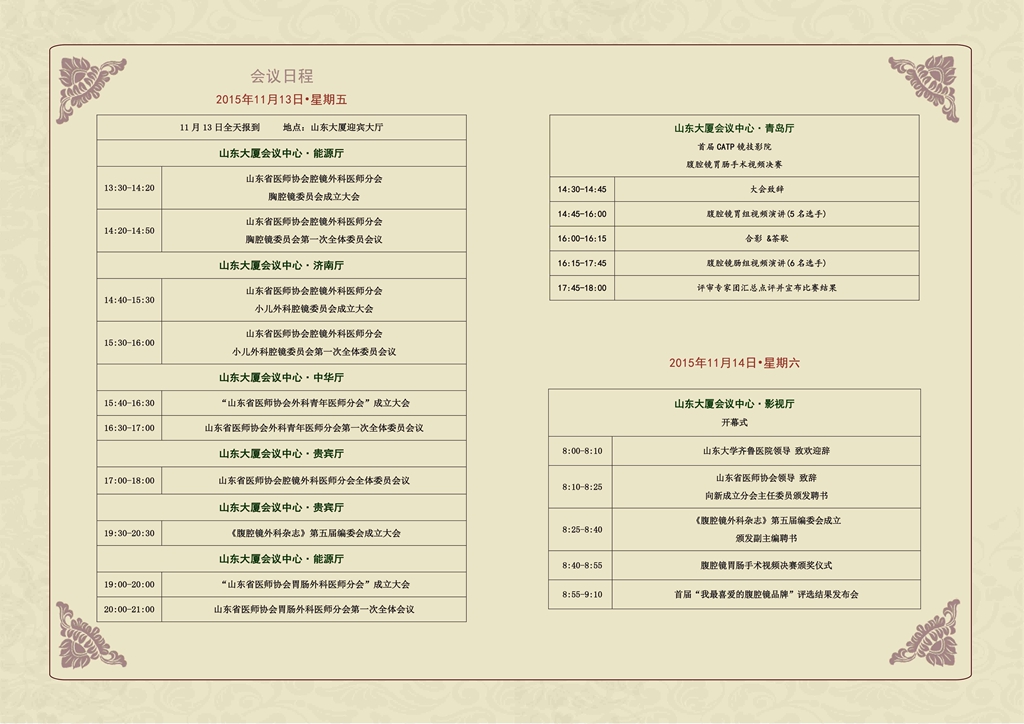 会议日程
2015年11月13日•星期五
11月13日全天报到 地点：山东大厦迎宾大厅
山东大厦会议中心·能源厅
13:30-14:20
山东省医师协会腔镜外科医师分会
胸腔镜委员会成立大会
14:20-14:50
山东省医师协会腔镜外科医师分会
胸腔镜委员会第一次全体委员会议
山东大厦会议中心·济南厅
14:40-15:30
山东省医师协会腔镜外科医师分会
小儿外科腔镜委员会成立大会
15:30-16:00
山东省医师协会腔镜外科医师分会
小儿外科腔镜委员会第一次全体委员会议
山东大厦会议中心·中华厅
15:40-16:30 “山东省医师协会外科青年医师分会”成立大会
16:30-17:00 山东省医师协会外科青年医师分会第一次全体委员会议
山东大厦会议中心·贵宾厅
17:00-18:00 山东省医师协会腔镜外科医师分会全体委员会议
山东大厦会议中心·贵宾厅
19:30-20:30 《腹腔镜外科杂志》第五届编委会成立大会
山东大厦会议中心·能源厅
19:00-20:00 “山东省医师协会胃肠外科医师分会”成立大会
20:00-21:00 山东省医师协会胃肠外科医师分会第一次全体会议
山东大厦会议中心·青岛厅
首届 CATP 镜技影院
腹腔镜胃肠手术视频决赛
14:30-14:45 大会致辞
14:45-16:00 腹腔镜胃组视频演讲(5 名选手)
16:00-16:15 合影 &茶歇
16:15-17:45 腹腔镜肠组视频演讲(6 名选手)
17:45-18:00 评审专家团汇总点评并宣布比赛结果
2015年11月14日•星期六
山东大厦会议中心·影视厅
开幕式
8:00-8:10 山东大学齐鲁医院领导 致欢迎辞
8:10-8:25
山东省医师协会领导 致辞
向新成立分会主任委员颁发聘书
8:25-8:40
《腹腔镜外科杂志》第五届编委会成立
颁发副主编聘书
8:40-8:55 腹腔镜胃肠手术视频决赛颁奖仪式
8:55-9:10 首届“我最喜爱的腹腔镜品牌”评选结果发布会